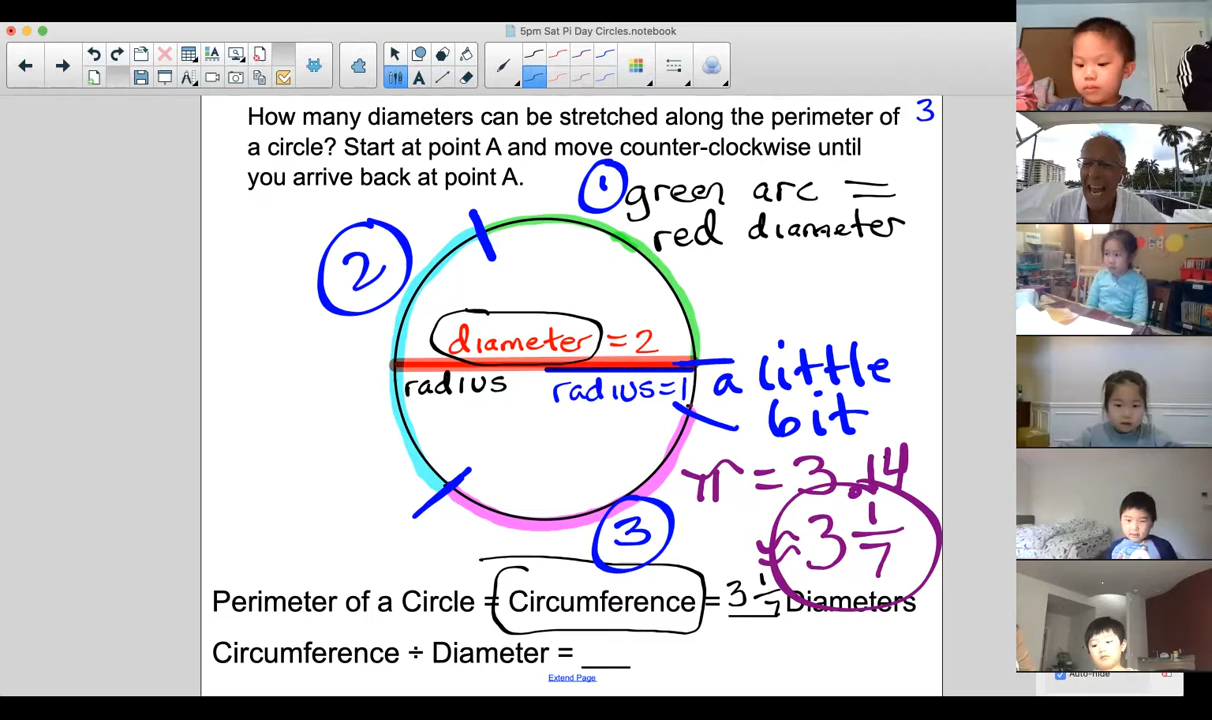 5pm Sat Pi Day Circles.notebook
How many diameters can be stretched along the perimeter of 3
a circle? Start at point A and move counter-clockwise until
you arrive back at point A.
1 green arc =
red diameter
2
diameter = 2
radius
radius=1
a little
bit
π = 3.14
≈ 3 1/7
3
Perimeter of a Circle = Circumference = 3 1/7 Diameters
Circumference ÷ Diameter = ___
Extend Page
Auto-hide